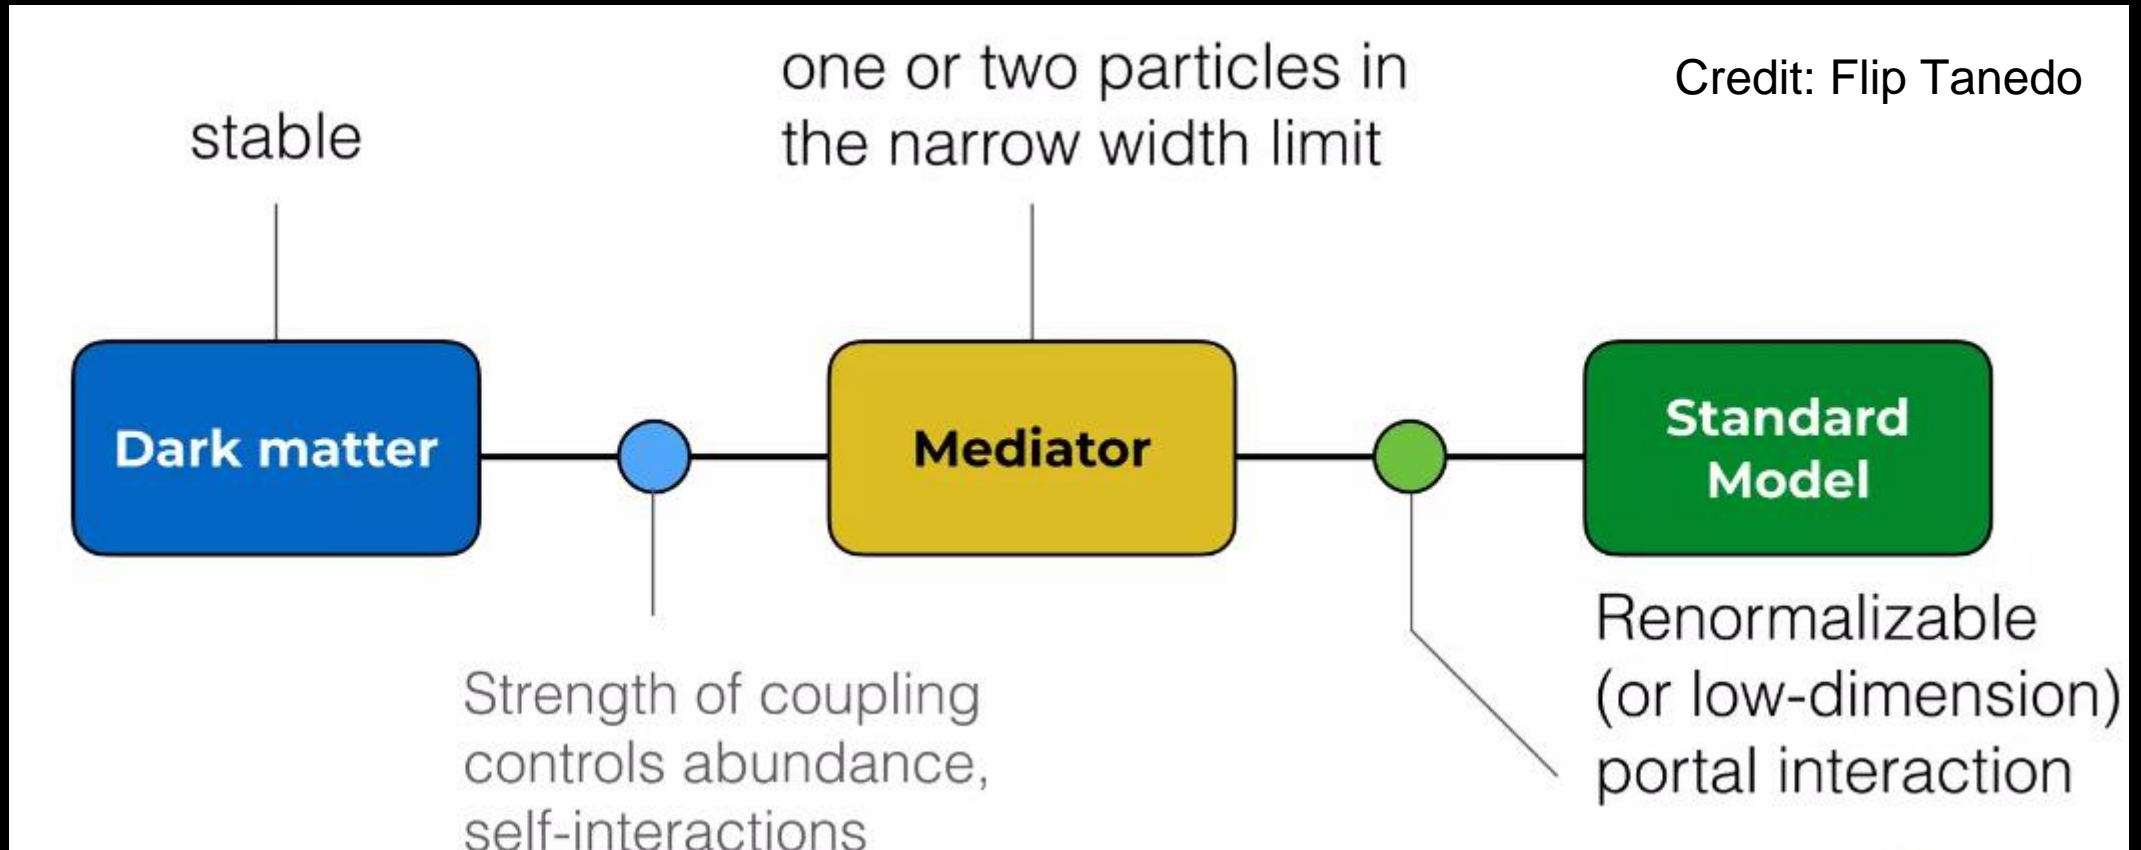 one or two particles in
the narrow width limit
Credit: Flip Tanedo
stable
Dark matter
Mediator
Standard
Model
Strength of coupling
controls abundance,
self-interactions
Renormalizable
(or low-dimension)
portal interaction